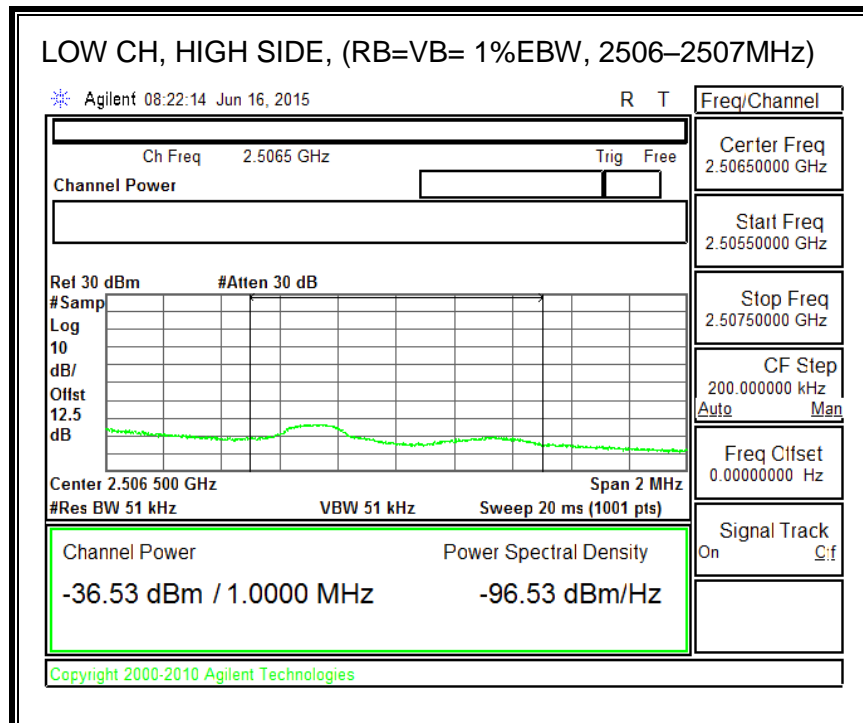 LOW CH, HIGH SIDE, (RB=VB= 1%EBW, 2506–2507MHz)
Agilent 08:22:14 Jun 16, 2015 R T
Freq/Channel
Ch Freq 2.5065 GHz Trig Free
Channel Power
Center Freq
2.50650000 GHz
Start Freq
2.50550000 GHz
Stop Freq
2.50750000 GHz
CF Step
200.000000 kHz
Auto Man
Freq Offset
0.00000000 Hz
Signal Track
On Off
Ref 30 dBm #Atten 30 dB
#Samp
Log
10
dB/
Offst
12.5
dB
Center 2.506 500 GHz Span 2 MHz
#Res BW 51 kHz VBW 51 kHz Sweep 20 ms (1001 pts)
Channel Power Power Spectral Density
-36.53 dBm / 1.0000 MHz -96.53 dBm/Hz
Copyright 2000-2010 Agilent Technologies